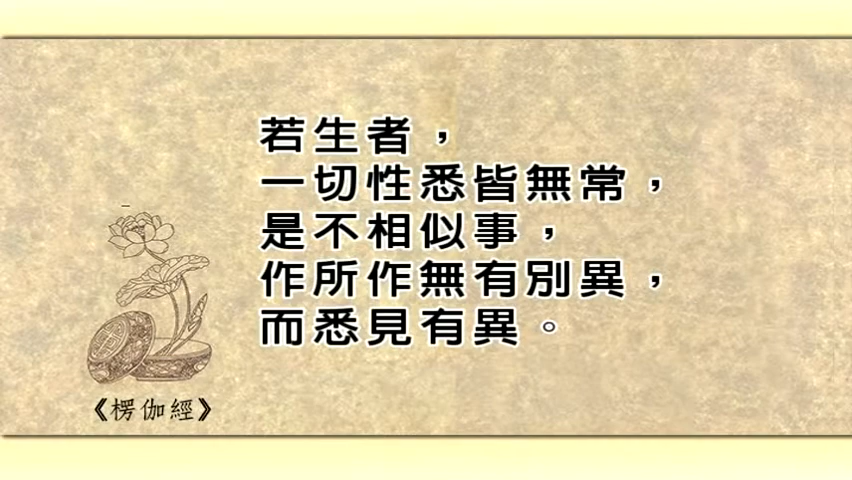 若生者，
一切性悉皆無常，
是不相似事，
作所作無有別異，
而悉見有異。
《楞伽經》